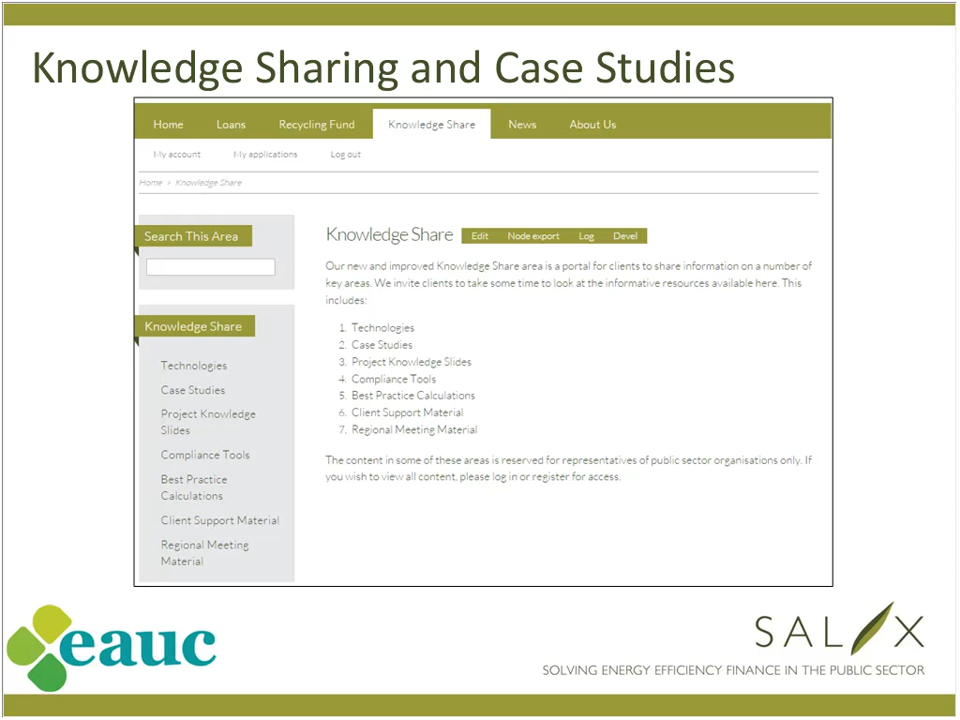 Knowledge Sharing and Case Studies
Home Loans Recycling Fund Knowledge Share News About Us
My account My applications Log out
Home › Knowledge Share
Search This Area
Knowledge Share
Technologies
Case Studies
Project Knowledge
Slides
Compliance Tools
Best Practice
Calculations
Client Support Material
Regional Meeting
Material
Knowledge Share Edit Node export Log Devel
Our new and improved Knowledge Share area is a portal for clients to share information on a number of
key areas. We invite clients to take some time to look at the informative resources available here. This
includes:
1. Technologies
2. Case Studies
3. Project Knowledge Slides
4. Compliance Tools
5. Best Practice Calculations
6. Client Support Material
7. Regional Meeting Material
The content in some of these areas is reserved for representatives of public sector organisations only. If
you wish to view all content, please log in or register for access.
eauc
SALIX
SOLVING ENERGY EFFICIENCY FINANCE IN THE PUBLIC SECTOR